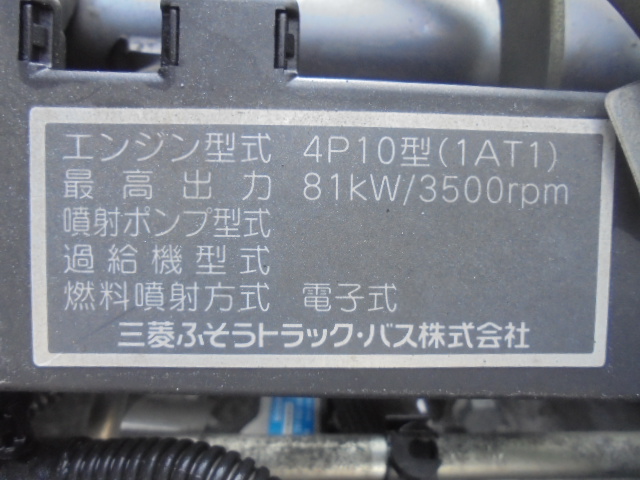 エンジン型式 4P10型(1AT1)
最高出力 81kW/3500rpm
噴射ポンプ型式
過給機型式
燃料噴射方式 電子式
三菱ふそうトラック・バス株式会社